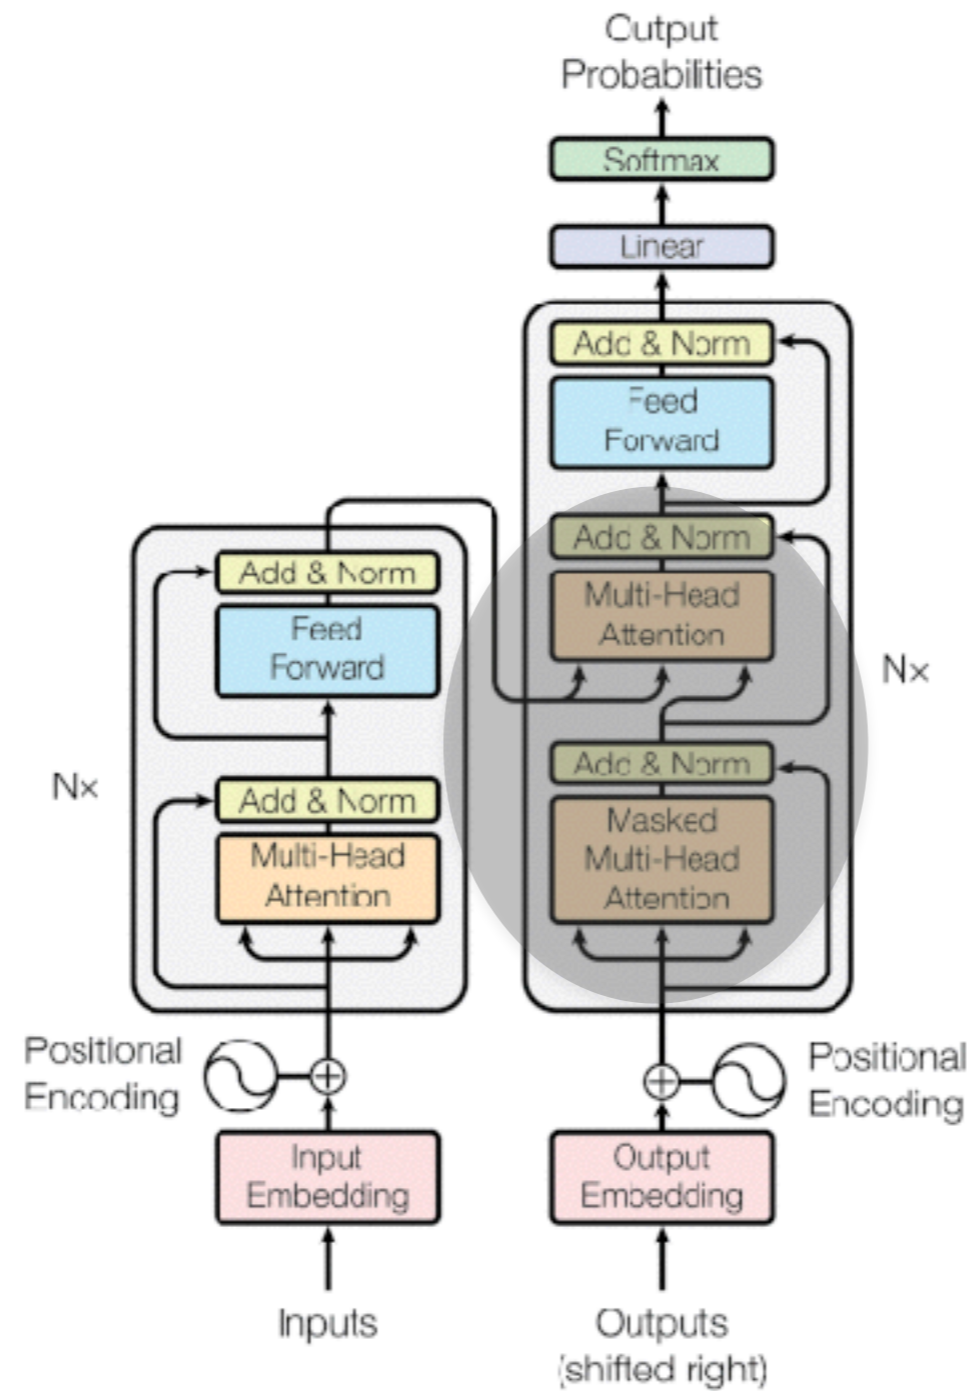 Output
Probabilities
Softmax
Linear
Add & Norm
Feed
Forward
Add & Norm
Multi-Head
Attention
Nx
Add & Norm
Masked
Multi-Head
Attention
Add & Norm
Feed
Forward
Nx
Add & Norm
Multi-Head
Attention
Positional
Encoding
Positional
Encoding
Input
Embedding
Output
Embedding
Inputs
Outputs
(shifted right)